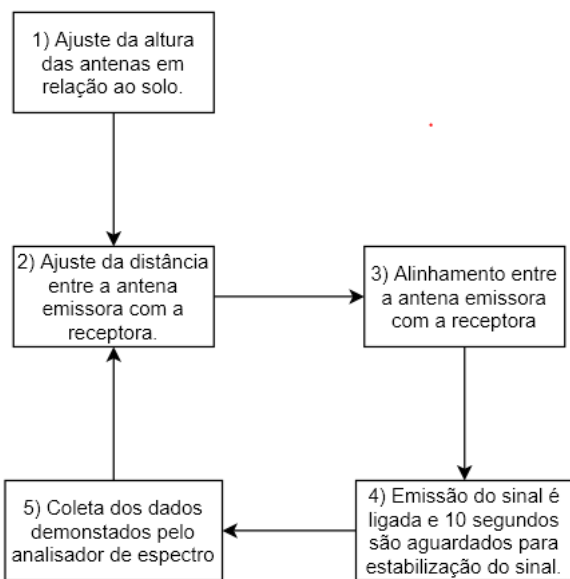 1) Ajuste da altura
das antenas em
relação ao solo.
2) Ajuste da distância
entre a antena
emissora com a
receptora.
3) Alinhamento entre
a antena emissora
com a receptora
4) Emissão do sinal é
ligada e 10 segundos
são aguardados para
estabilização do sinal.
5) Coleta dos dados
demonstados pelo
analisador de espectro